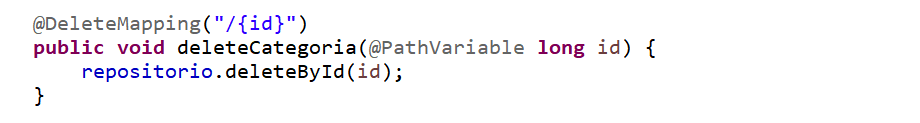 @DeleteMapping("/{id}")
public void deleteCategoria(@PathVariable long id) {
    repositorio.deleteById(id);
}